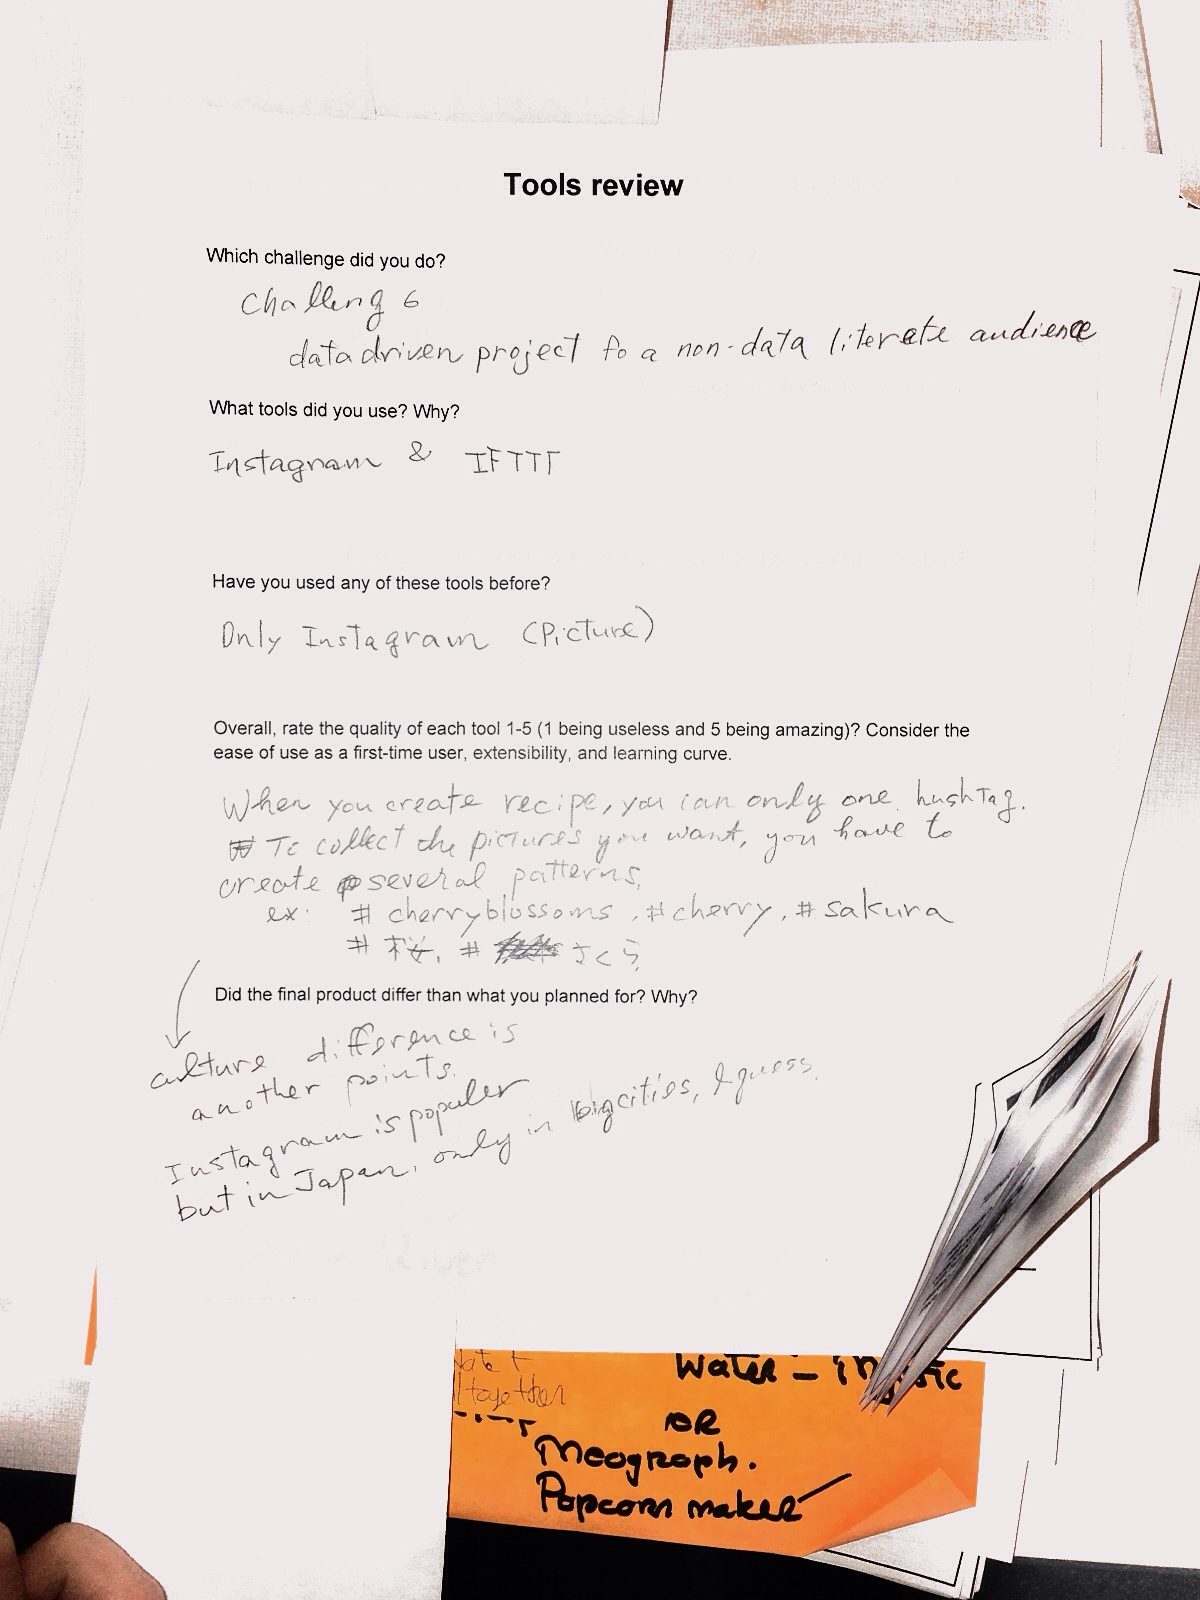 Tools review
Which challenge did you do?
Challeng 6
data driven project fo a non-data literate audience
What tools did you use? Why?
Instagram & IFTTT
Have you used any of these tools before?
Only Instagram (Picture)
Overall, rate the quality of each tool 1-5 (1 being useless and 5 being amazing)? Consider the
ease of use as a first-time user, extensibility, and learning curve.
When you create recipe, you can only one hushTag.
To collect the pictures you want, you have to
create several patterns.
ex: # cherryblossoms, #cherry, #sakura
# 桜, # さくら
Did the final product differ than what you planned for? Why?
culture difference is
another points.
Instagram is populer
but in Japan, only in big cities, I guess.
Water -
together
OR
Meograph.
Popcorn maker